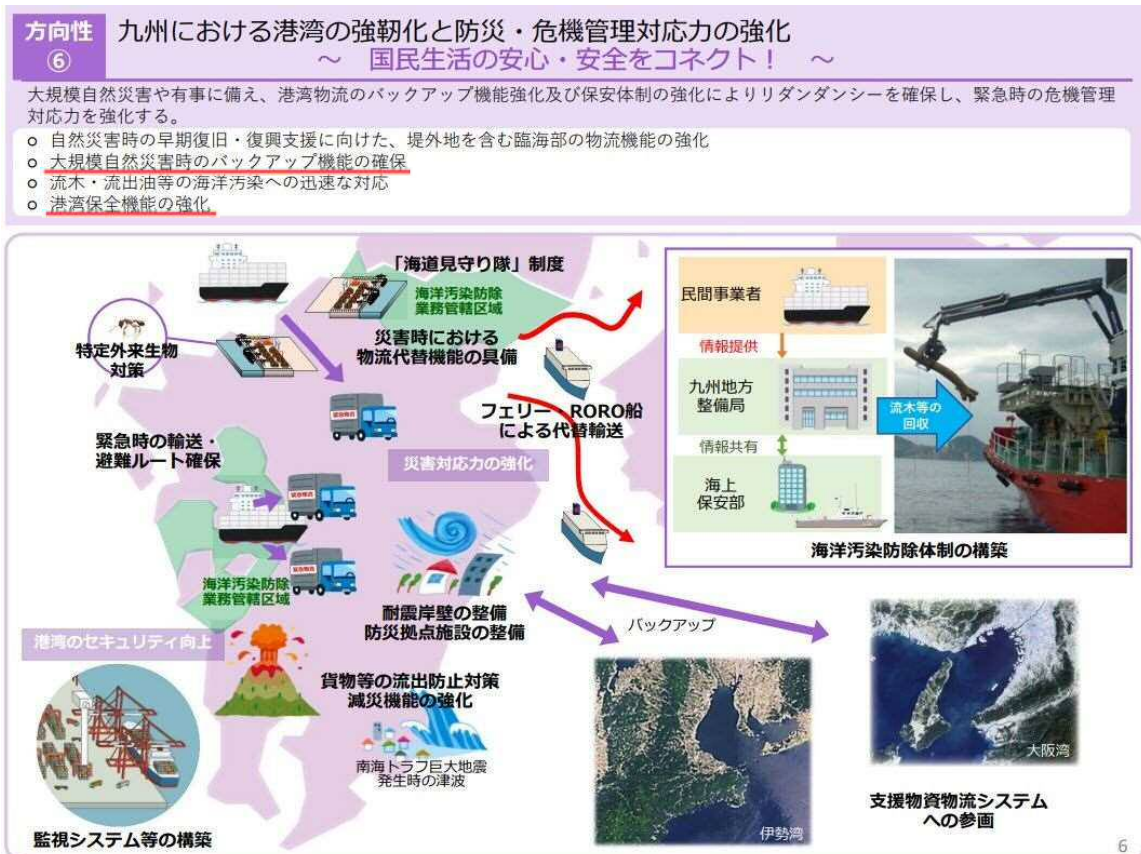 方向性
⑥
九州における港湾の強靭化と防災・危機管理対応力の強化
～ 国民生活の安心・安全をコネクト！ ～
大規模自然災害や有事に備え、港湾物流のバックアップ機能強化及び保安体制の強化によりリダンダンシーを確保し、緊急時の危機管理
対応力を強化する。
○ 自然災害時の早期復旧・復興支援に向けた、堤外地を含む臨海部の物流機能の強化
○ 大規模自然災害時のバックアップ機能の確保
○ 流木・流出油等の海洋汚染への迅速な対応
○ 港湾保全機能の強化
「海道見守り隊」制度
海洋汚染防除
業務管轄区域
特定外来生物
対策
災害時における
物流代替機能の具備
フェリー・RORO船
による代替輸送
緊急時の輸送・
避難ルート確保
災害対応力の強化
緊急物資
緊急物資
緊急物資
海洋汚染防除
業務管轄区域
耐震岸壁の整備
防災拠点施設の整備
港湾のセキュリティ向上
貨物等の流出防止対策
減災機能の強化
南海トラフ巨大地震
発生時の津波
監視システム等の構築
民間事業者
情報提供
九州地方
整備局
流木等の
回収
情報共有
海上
保安部
海洋汚染防除体制の構築
バックアップ
伊勢湾
大阪湾
支援物資物流システム
への参画
6